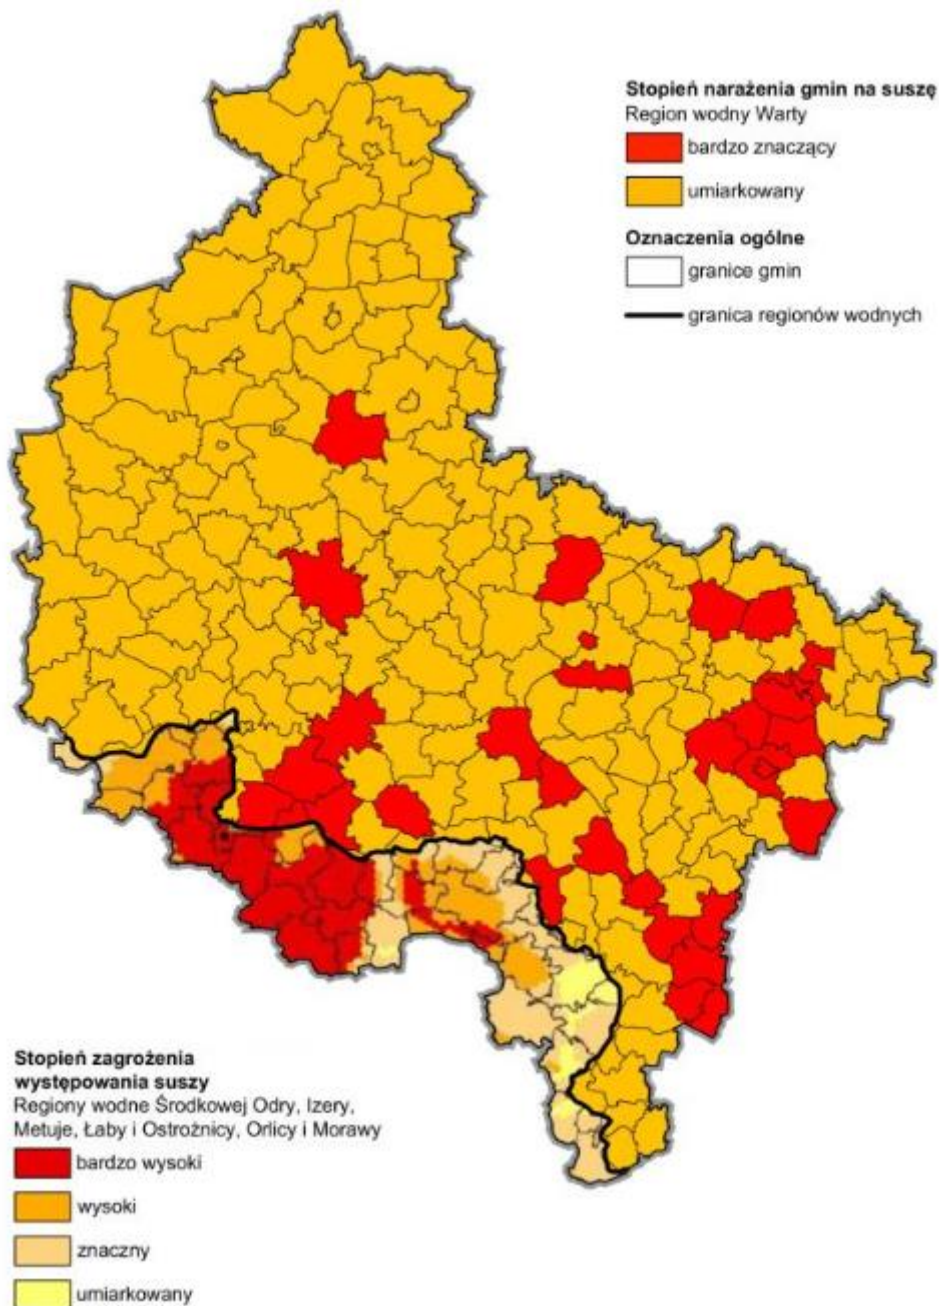 Stopień narażenia gmin na suszę
Region wodny Warty
bardzo znaczący
umiarkowany
Oznaczenia ogólne
granice gmin
granica regionów wodnych
Stopień zagrożenia
występowania suszy
Regiony wodne Środkowej Odry, Izery,
Metuje, Łaby i Ostrożnicy, Orlicy i Morawy
bardzo wysoki
wysoki
znaczny
umiarkowany